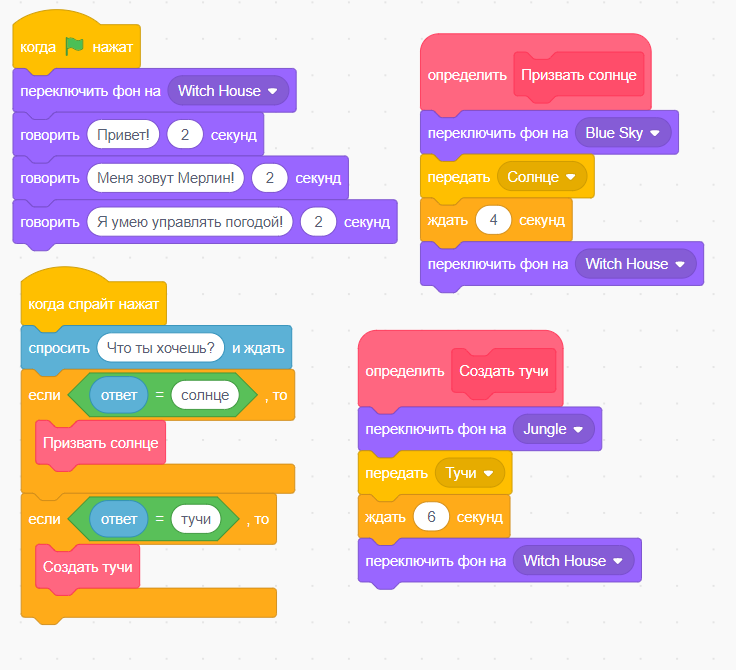 когда нажат
переключить фон на Witch House
говорить Привет! 2 секунд
говорить Меня зовут Мерлин! 2 секунд
говорить Я умею управлять погодой! 2 секунд
когда спрайт нажат
спросить Что ты хочешь? и ждать
если ответ = солнце , то
Призвать солнце
если ответ = тучи , то
Создать тучи
определить Призвать солнце
переключить фон на Blue Sky
передать Солнце
ждать 4 секунд
переключить фон на Witch House
определить Создать тучи
переключить фон на Jungle
передать Тучи
ждать 6 секунд
переключить фон на Witch House